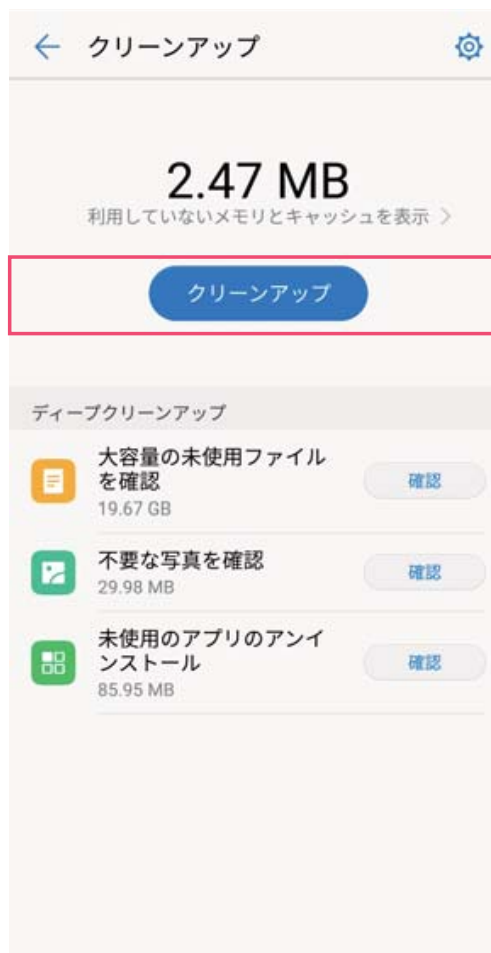 クリーンアップ
2.47 MB
利用していないメモリとキャッシュを表示
クリーンアップ
ディープクリーンアップ
大容量の未使用ファイル
を確認
19.67 GB
確認
不要な写真を確認
29.98 MB
確認
未使用のアプリのアンイ
ンストール
85.95 MB
確認